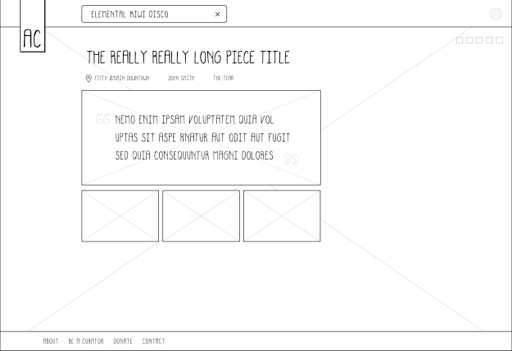 ELEMENTAL KIWI DISCO ×
AC
THE REALLY REALLY LONG PIECE TITLE
FIFTH & MAIN DOWNTOWN JOHN SMITH THE YEAR
“ NEMO ENIM IPSAM VOLUPTATEM QUIA VOL
UPTAS SIT ASPE RNATUR AUT ODIT AUT FUGIT
SED QUIA CONSEQUUNTUR MAGNI DOLORES ”
ABOUT BE A CURATOR DONATE CONTACT